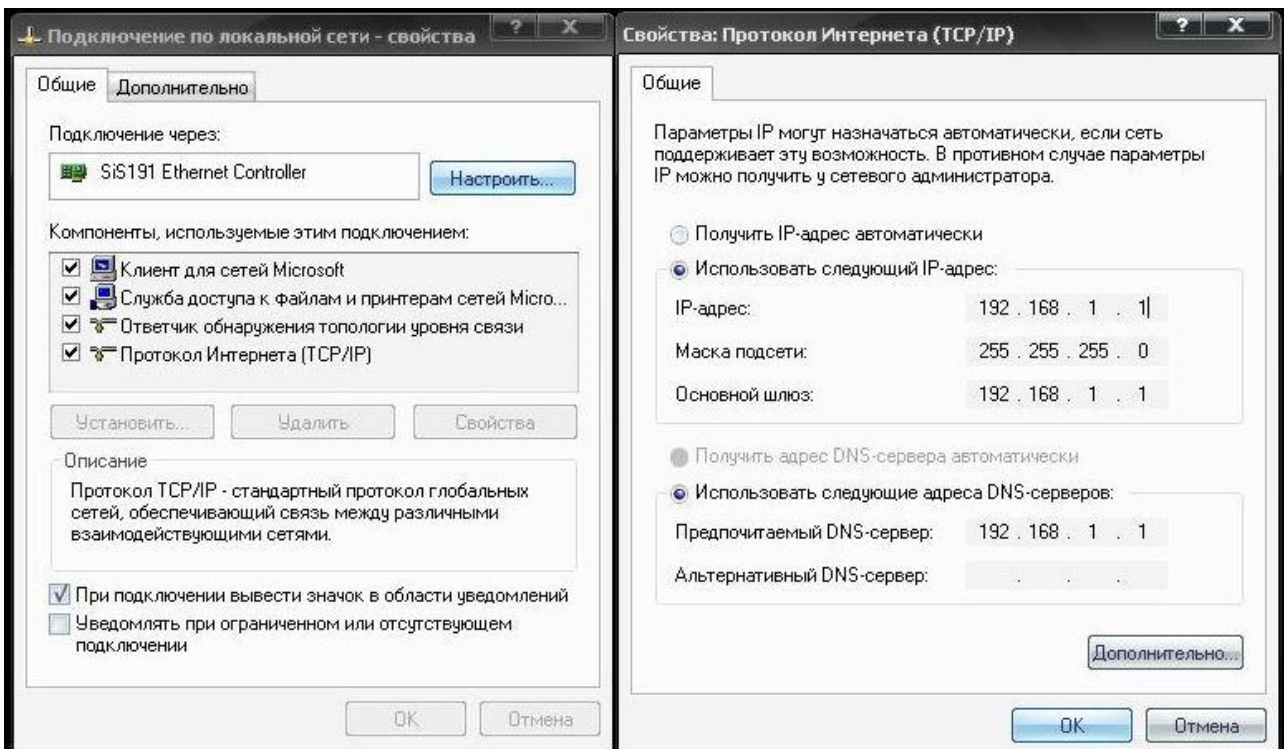 Подключение по локальной сети - свойства
Общие
Дополнительно
Подключение через:
SiS191 Ethernet Controller
Настроить...
Компоненты, используемые этим подключением:
Клиент для сетей Microsoft
Служба доступа к файлам и принтерам сетей Micro...
Ответчик обнаружения топологии уровня связи
Протокол Интернета (TCP/IP)
Установить...
Удалить
Свойства
Описание
Протокол TCP/IP - стандартный протокол глобальных
сетей, обеспечивающий связь между различными
взаимодействующими сетями.
При подключении вывести значок в области уведомлений
Уведомлять при ограниченном или отсутствующем
подключении
OK
Отмена
Свойства: Протокол Интернета (TCP/IP)
Общие
Параметры IP могут назначаться автоматически, если сеть
поддерживает эту возможность. В противном случае параметры
IP можно получить у сетевого администратора.
Получить IP-адрес автоматически
Использовать следующий IP-адрес:
IP-адрес: 192 . 168 . 1 . 1
Маска подсети: 255 . 255 . 255 . 0
Основной шлюз: 192 . 168 . 1 . 1
Получить адрес DNS-сервера автоматически
Использовать следующие адреса DNS-серверов:
Предпочитаемый DNS-сервер: 192 . 168 . 1 . 1
Альтернативный DNS-сервер: . . .
Дополнительно...
OK
Отмена